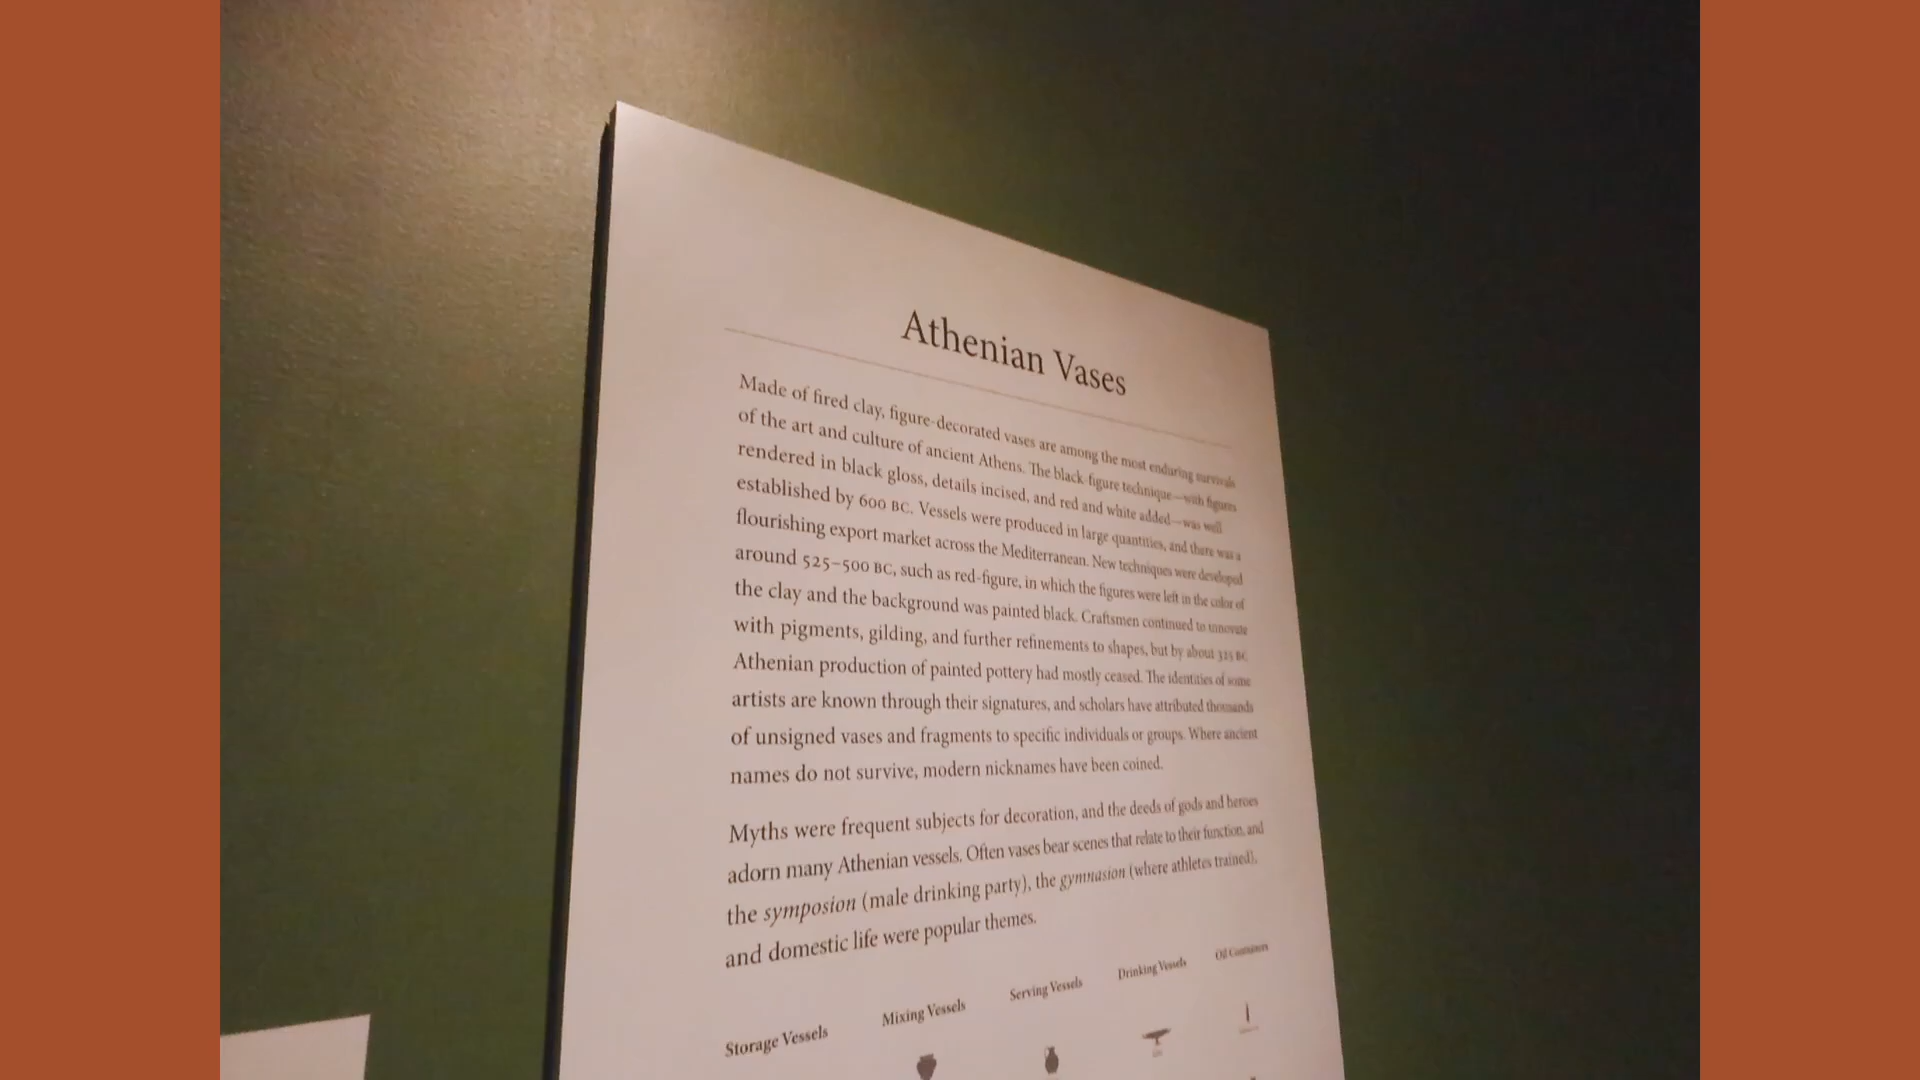 Athenian Vases
Made of fired clay, figure-decorated vases are among the most enduring survivals
of the art and culture of ancient Athens. The black-figure technique—with figures
rendered in black gloss, details incised, and red and white added—was well
established by 600 BC. Vessels were produced in large quantities, and there was a
flourishing export market across the Mediterranean. New techniques were developed
around 525–500 BC, such as red-figure, in which the figures were left in the color of
the clay and the background was painted black. Craftsmen continued to innovate
with pigments, gilding, and further refinements to shapes, but by about 325 BC
Athenian production of painted pottery had mostly ceased. The identities of some
artists are known through their signatures, and scholars have attributed thousands
of unsigned vases and fragments to specific individuals or groups. Where ancient
names do not survive, modern nicknames have been coined.
Myths were frequent subjects for decoration, and the deeds of gods and heroes
adorn many Athenian vessels. Often vases bear scenes that relate to their function, and
the symposion (male drinking party), the gymnasion (where athletes trained),
and domestic life were popular themes.
Storage Vessels
Mixing Vessels
Serving Vessels
Drinking Vessels
Oil Containers